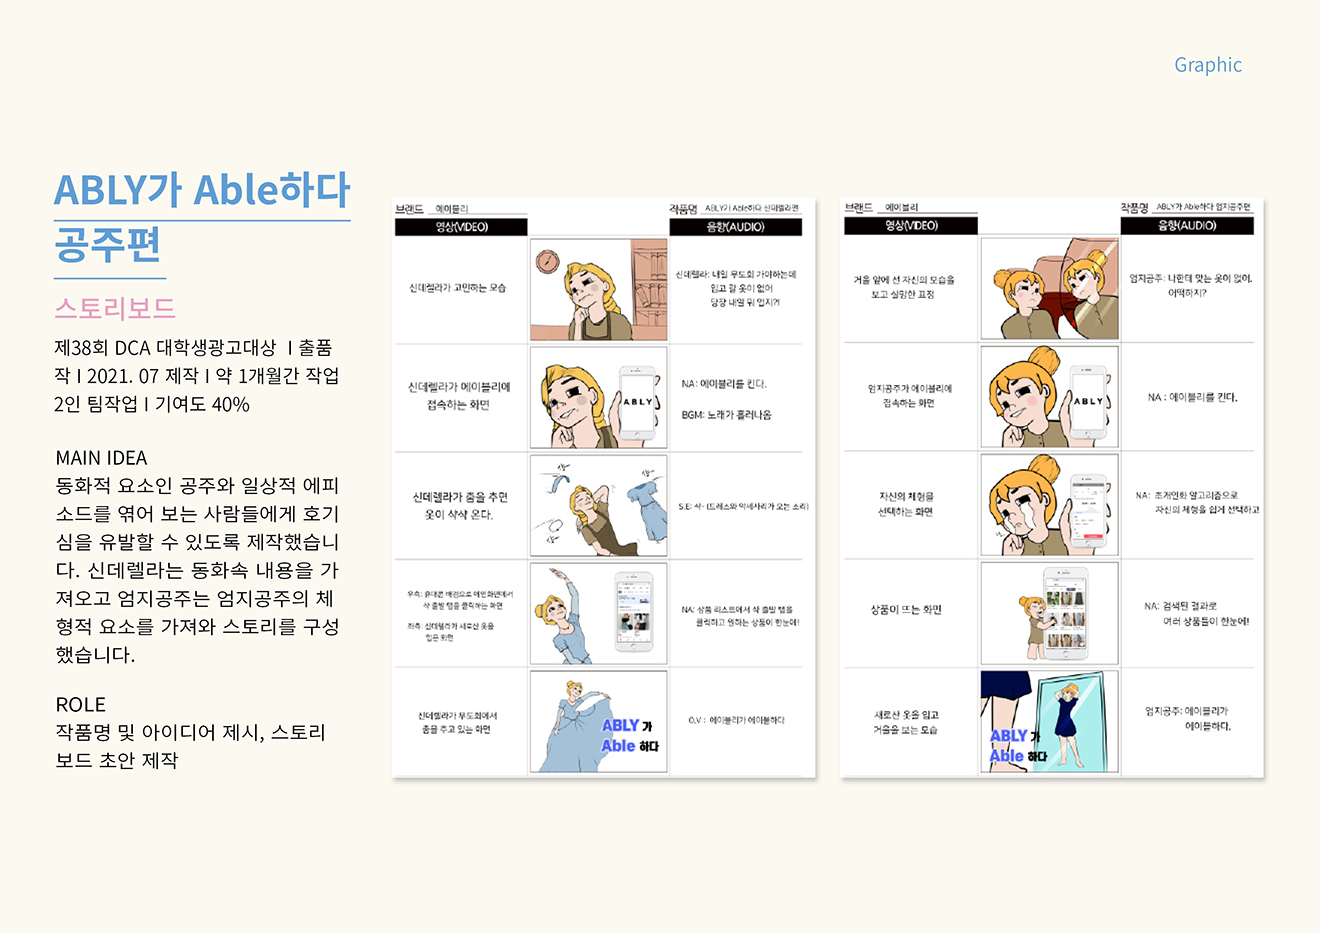 Graphic
ABLY가 Able하다
공주편
스토리보드
제38회 DCA 대학생광고대상 I 출품
작 I 2021. 07 제작 I 약 1개월간 작업
2인 팀작업 I 기여도 40%
MAIN IDEA
동화적 요소인 공주와 일상적 에피
소드를 엮어 보는 사람들에게 호기
심을 유발할 수 있도록 제작했습니
다. 신데렐라는 동화속 내용을 가
져오고 엄지공주는 엄지공주의 체
형적 요소를 가져와 스토리를 구성
했습니다.
ROLE
작품명 및 아이디어 제시, 스토리
보드 초안 제작
브랜드 에이블리
작품명 ABLY가 Able하다 신데렐라편
영상(VIDEO)
음향(AUDIO)
신데렐라가 고민하는 모습
신데렐라: 내일 무도회 가야하는데
입고 갈 옷이 없어
당장 내일 뭐 입지?!
신데렐라가 에이블리에
접속하는 화면
ABLY
NA: 에이블리를 킨다.
BGM: 노래가 흘러나옴
신데렐라가 춤을 추면
옷이 샥샥 온다.
S.E: 샥- (드레스와 악세사리가 오는 소리)
우측: 휴대폰 배경으로 메인화면에서
샥 출발 탭을 클릭하는 화면
좌측: 신데렐라가 새로산 옷을
입은 화면
NA: 상품 리스트에서 샥 출발 탭을
클릭하고 원하는 상품이 한눈에!
신데렐라가 무도회에서
춤을 추고 있는 화면
ABLY 가
Able 하다
O.V : 에이블리가 에이블하다
브랜드 에이블리
작품명 ABLY가 Able하다 엄지공주편
영상(VIDEO)
음향(AUDIO)
거울 앞에 선 자신의 모습을
보고 실망한 표정
엄지공주: 나한테 맞는 옷이 없어.
어떡하지?
엄지공주가 에이블리에
접속하는 화면
ABLY
NA : 에이블리를 킨다.
자신의 체형을
선택하는 화면
NA: 초개인화 알고리즘으로
자신의 체형을 쉽게 선택하고
상품이 뜨는 화면
NA: 검색된 결과로
여러 상품들이 한눈에!
새로산 옷을 입고
거울을 보는 모습
ABLY 가
Able 하다
엄지공주: 에이블리가
에이블하다.